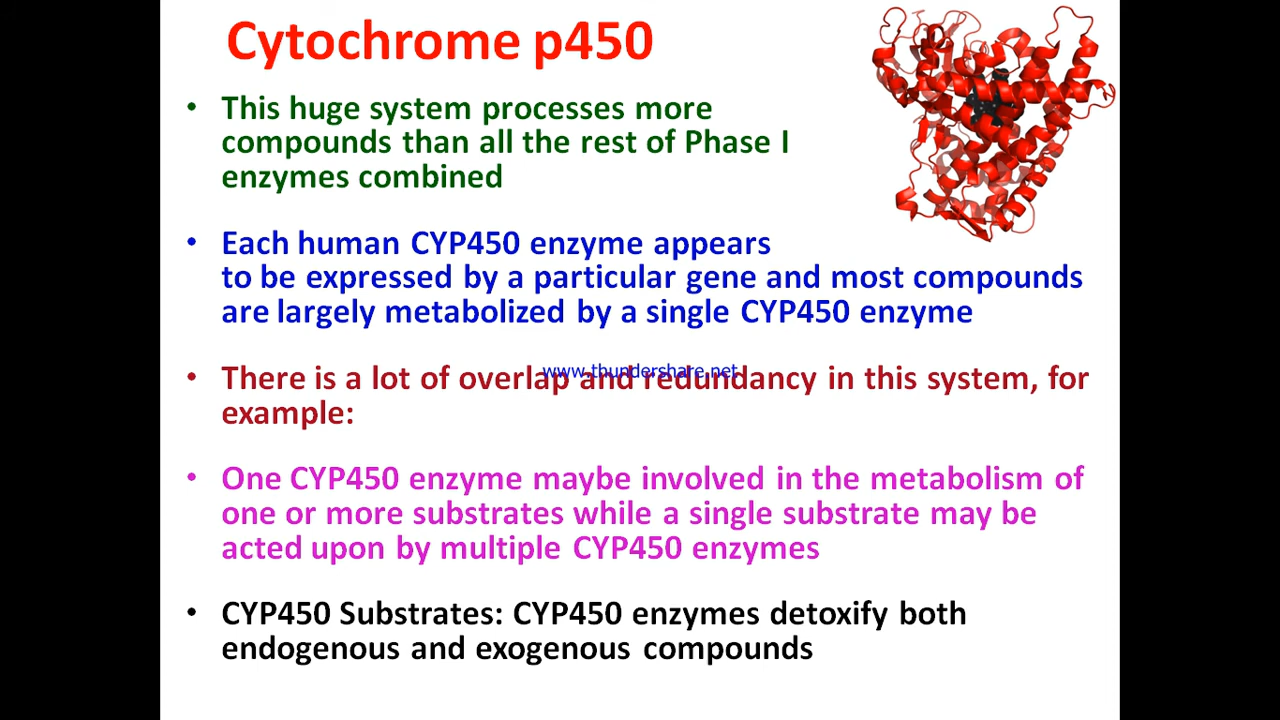 Cytochrome p450
• This huge system processes more
compounds than all the rest of Phase I
enzymes combined
• Each human CYP450 enzyme appears
to be expressed by a particular gene and most compounds
are largely metabolized by a single CYP450 enzyme
www.thundershare.net
• There is a lot of overlap and redundancy in this system, for
example:
• One CYP450 enzyme maybe involved in the metabolism of
one or more substrates while a single substrate may be
acted upon by multiple CYP450 enzymes
• CYP450 Substrates: CYP450 enzymes detoxify both
endogenous and exogenous compounds